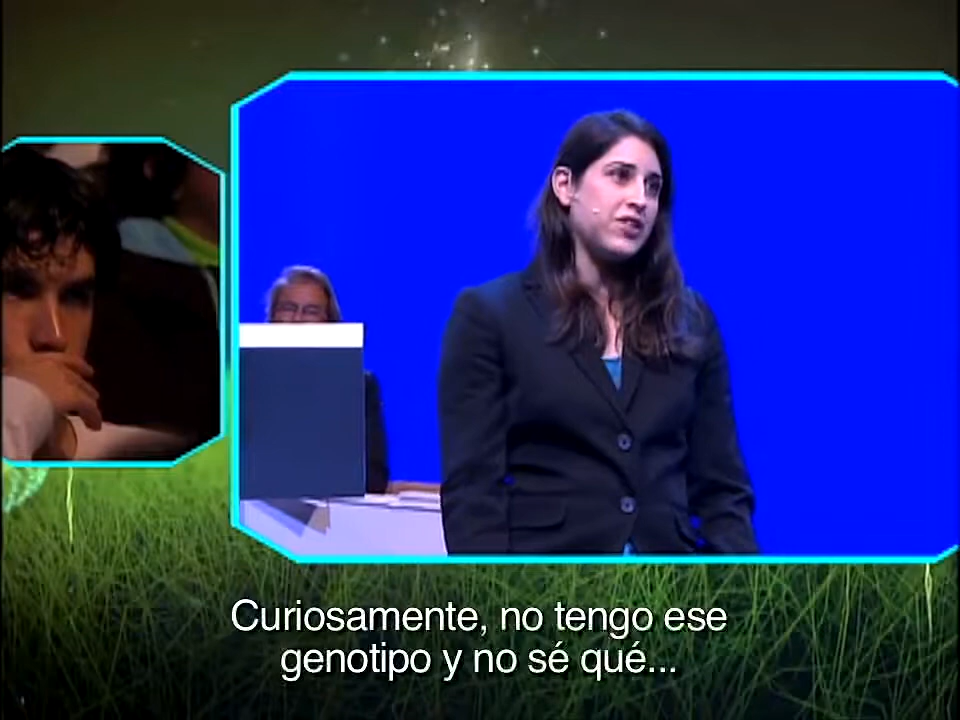 Curiosamente, no tengo ese
genotipo y no sé qué...